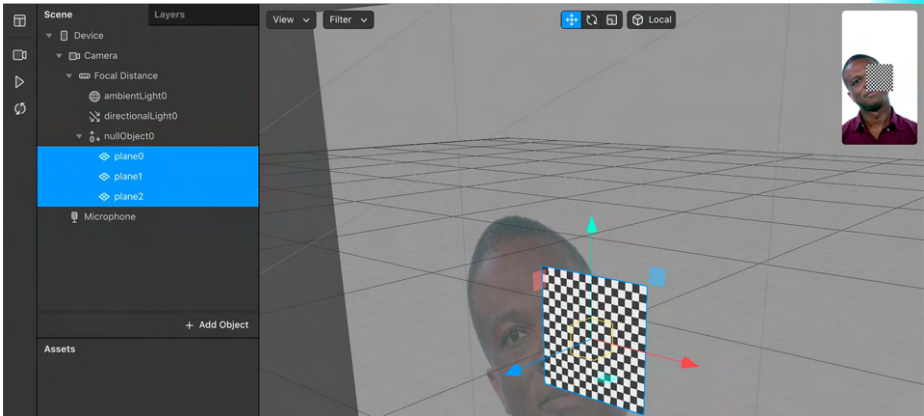 Scene
Layers
Device
Camera
Focal Distance
ambientLight0
directionalLight0
nullObject0
plane0
plane1
plane2
Microphone
+ Add Object
Assets
View
Filter
Local